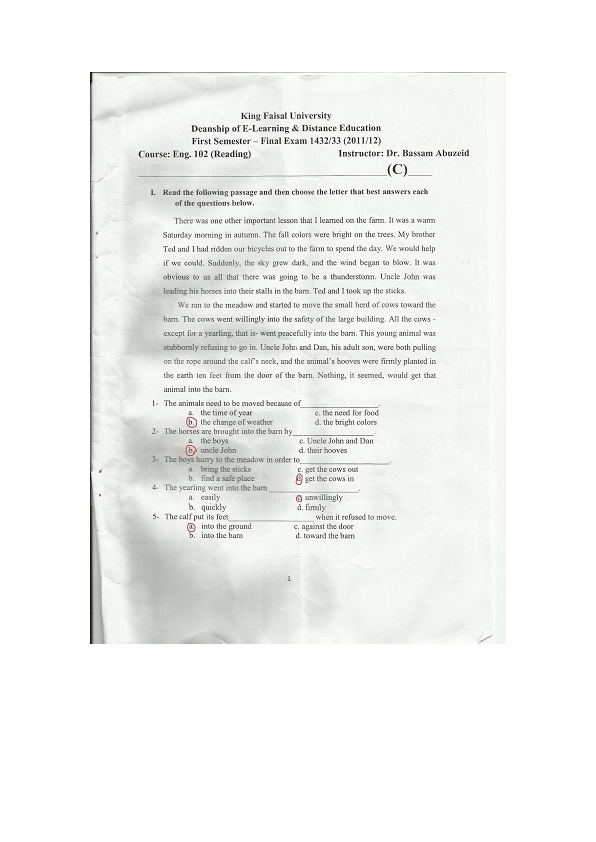 King Faisal University
Deanship of E-Learning & Distance Education
First Semester – Final Exam 1432/33 (2011/12)
Course: Eng. 102 (Reading) Instructor: Dr. Bassam Abuzeid
(C)
I. Read the following passage and then choose the letter that best answers each
of the questions below.
There was one other important lesson that I learned on the farm. It was a warm
Saturday morning in autumn. The fall colors were bright on the trees. My brother
Ted and I had ridden our bicycles out to the farm to spend the day. We would help
if we could. Suddenly, the sky grew dark, and the wind began to blow. It was
obvious to us all that there was going to be a thunderstorm. Uncle John was
leading his horses into their stalls in the barn. Ted and I took up the sticks.
We ran to the meadow and started to move the small herd of cows toward the
barn. The cows went willingly into the safety of the large building. All the cows -
except for a yearling, that is- went peacefully into the barn. This young animal was
stubbornly refusing to go in. Uncle John and Dan, his adult son, were both pulling
on the rope around the calf's neck, and the animal's hooves were firmly planted in
the earth ten feet from the door of the barn. Nothing, it seemed, would get that
animal into the barn.
1- The animals need to be moved because of____________________.
a. the time of year c. the need for food
b. the change of weather d. the bright colors
2- The horses are brought into the barn by____________________.
a. the boys c. Uncle John and Dan
b. uncle John d. their hooves
3- The boys hurry to the meadow in order to______________________.
a. bring the sticks c. get the cows out
b. find a safe place d. get the cows in
4- The yearling went into the barn ______________________.
a. easily c. unwillingly
b. quickly d. firmly
5- The calf put its feet______________________ when it refused to move.
a. into the ground c. against the door
b. into the barn d. toward the barn
1